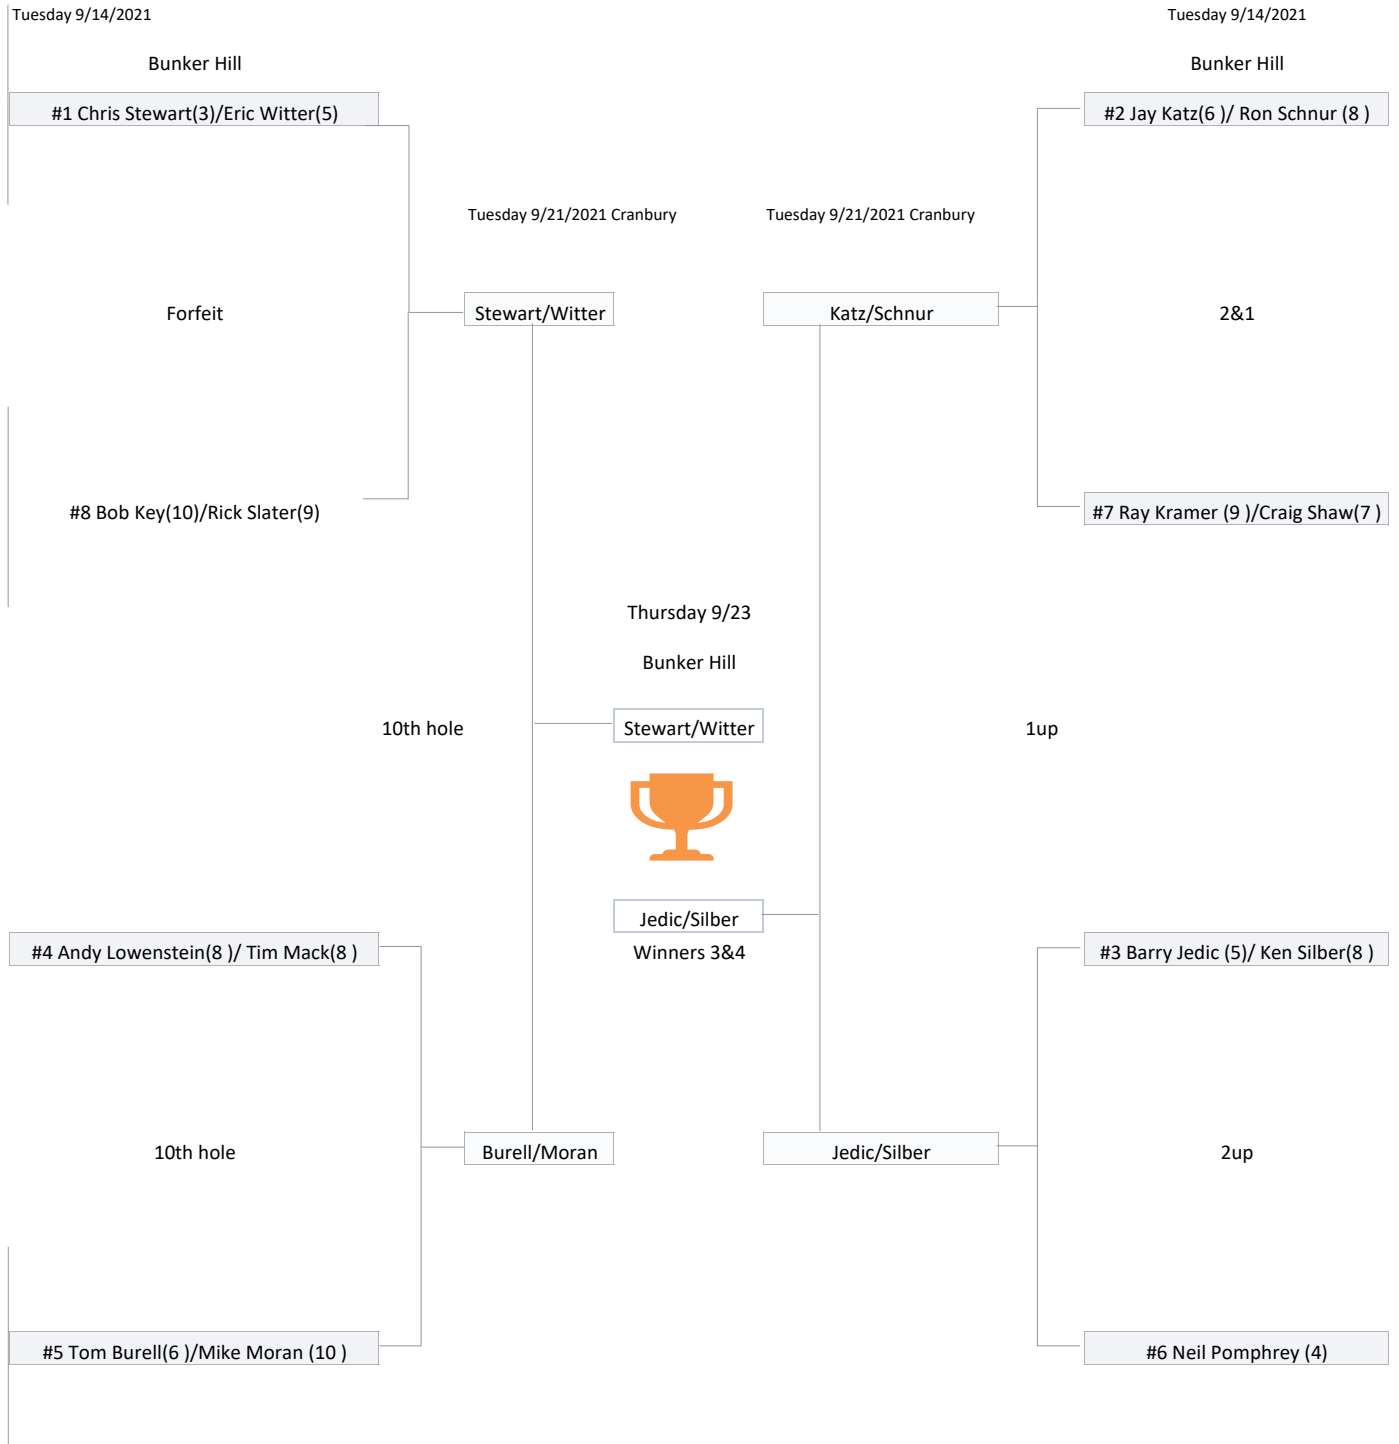 Tuesday 9/14/2021
Tuesday 9/14/2021
Bunker Hill
Bunker Hill
#1 Chris Stewart(3)/Eric Witter(5)
#2 Jay Katz(6 )/ Ron Schnur (8 )
Tuesday 9/21/2021 Cranbury
Tuesday 9/21/2021 Cranbury
Forfeit
Stewart/Witter
Katz/Schnur
2&1
#8 Bob Key(10)/Rick Slater(9)
#7 Ray Kramer (9 )/Craig Shaw(7 )
Thursday 9/23
Bunker Hill
10th hole
Stewart/Witter
1up
Jedic/Silber
#4 Andy Lowenstein(8 )/ Tim Mack(8 )
Winners 3&4
#3 Barry Jedic (5)/ Ken Silber(8 )
10th hole
Burell/Moran
Jedic/Silber
2up
#5 Tom Burell(6 )/Mike Moran (10 )
#6 Neil Pomphrey (4)